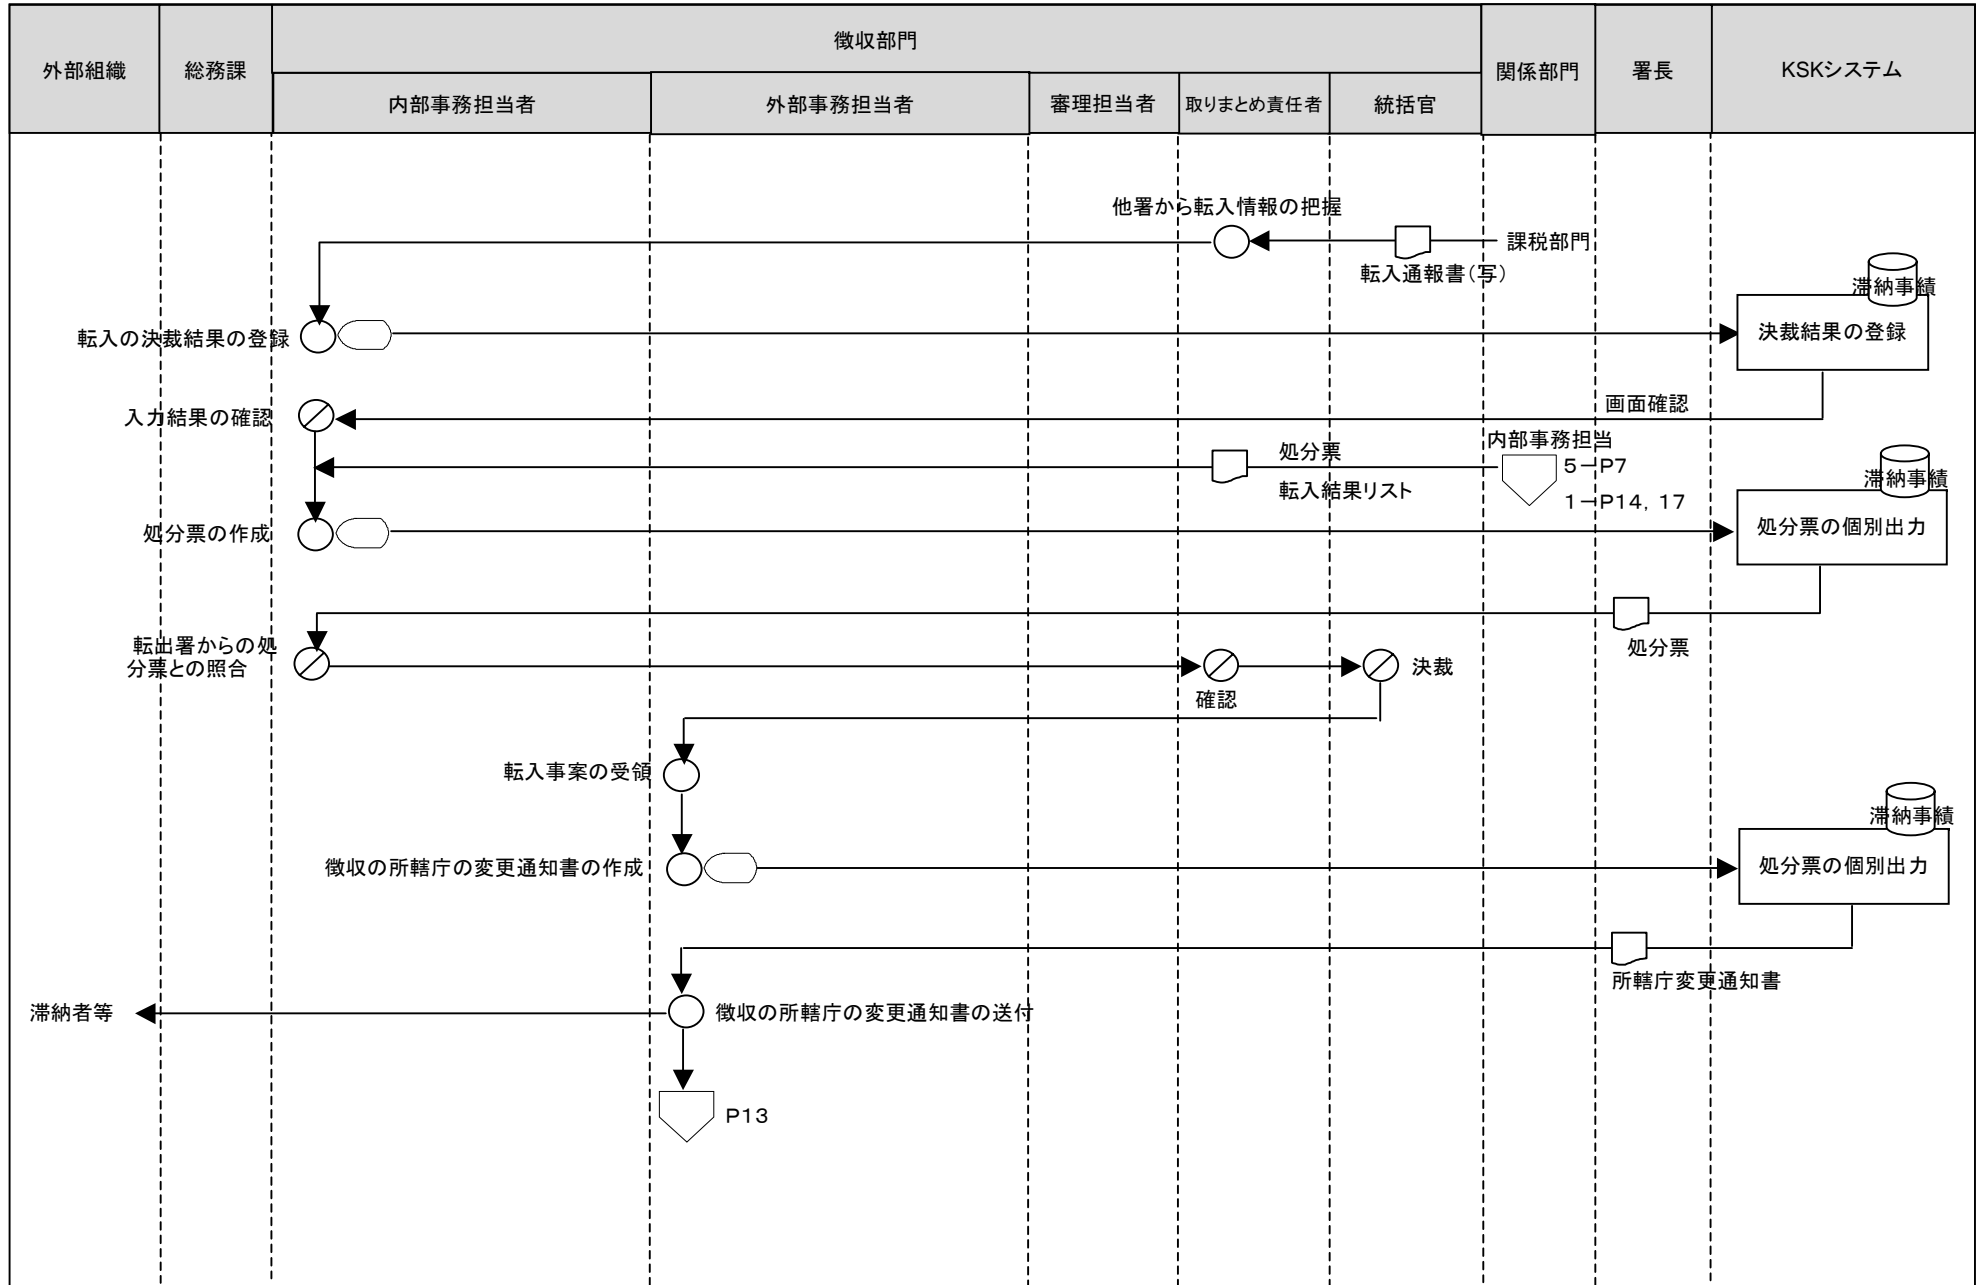 徴収部門
外部組織
総務課
関係部門
署長
KSKシステム
内部事務担当者
外部事務担当者
審理担当者
取りまとめ責任者
統括官
他署から転入情報の把握
課税部門
転入通報書(写)
滞納事績
転入の決裁結果の登録
決裁結果の登録
入力結果の確認
画面確認
内部事務担当
処分票
5－P7
転入結果リスト
1－P14, 17
滞納事績
処分票の作成
処分票の個別出力
転出署からの処
分票との照合
処分票
決裁
確認
転入事案の受領
滞納事績
徴収の所轄庁の変更通知書の作成
処分票の個別出力
所轄庁変更通知書
滞納者等
徴収の所轄庁の変更通知書の送付
P13